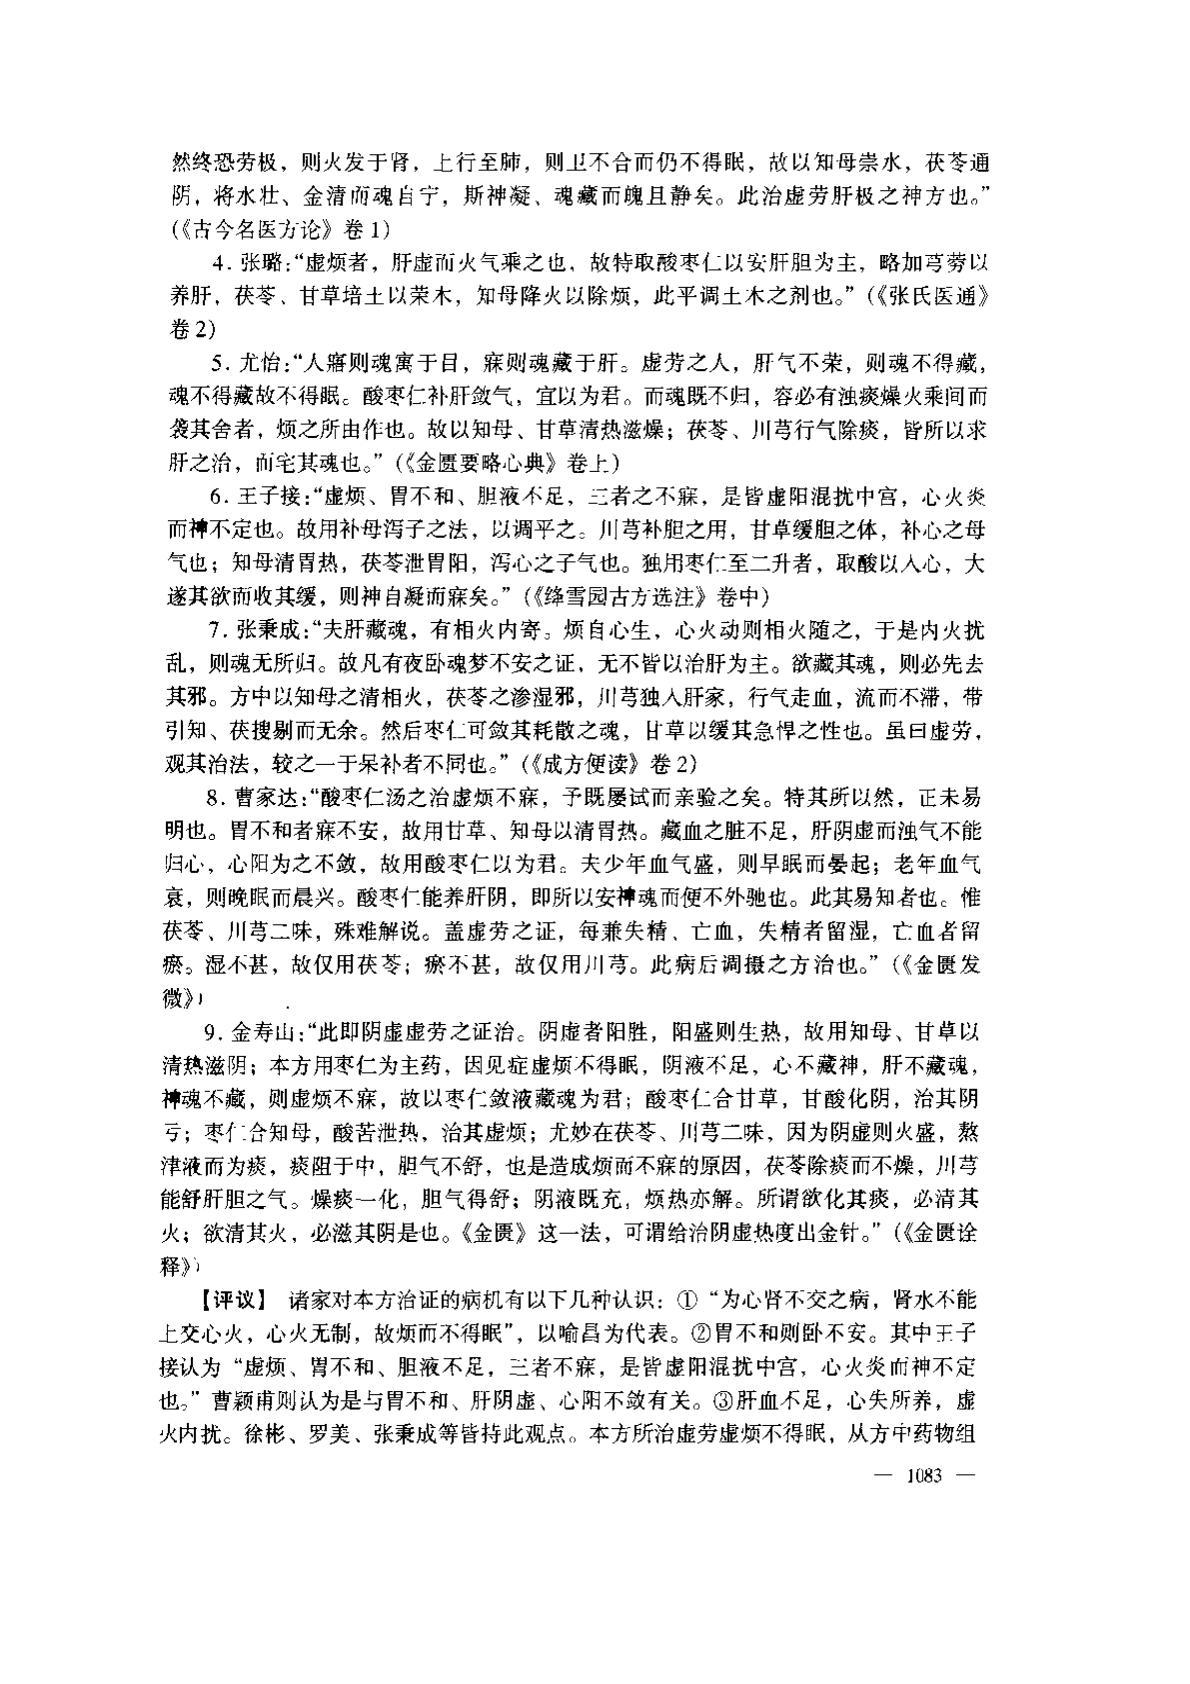 然终恐劳极，则火发于肾，上行至肺，则卫不合而仍不得眠，故以知母崇水，茯苓通
阴，将水壮、金清而魂自宁，斯神凝、魂藏而魄且静矣。此治虚劳肝极之神方也。”
(《古今名医方论》卷 1)
4. 张璐：“虚烦者，肝虚而火气乘之也，故特取酸枣仁以安肝胆为主，略加芎䓖以
养肝，茯苓、甘草培土以荣木，知母降火以除烦，此平调土木之剂也。”(《张氏医通》
卷 2)
5. 尤怡：“人寤则魂寓于目，寐则魂藏于肝。虚劳之人，肝气不荣，则魂不得藏，
魂不得藏故不得眠。酸枣仁补肝敛气，宜以为君。而魂既不归，容必有浊痰燥火乘间而
袭其舍者，烦之所由作也。故以知母、甘草清热滋燥；茯苓、川芎行气除痰，皆所以求
肝之治，而宅其魂也。”(《金匮要略心典》卷上)
6. 王子接：“虚烦、胃不和、胆液不足，三者之不寐，是皆虚阳混扰中宫，心火炎
而神不定也。故用补母泻子之法，以调平之。川芎补胆之用，甘草缓胆之体，补心之母
气也；知母清胃热，茯苓泄胃阳，泻心之子气也。独用枣仁至二升者，取酸以入心，大
遂其欲而收其缓，则神自凝而寐矣。”(《绛雪园古方选注》卷中)
7. 张秉成：“夫肝藏魂，有相火内寄。烦自心生，心火动则相火随之，于是内火扰
乱，则魂无所归。故凡有夜卧魂梦不安之证，无不皆以治肝为主。欲藏其魂，则必先去
其邪。方中以知母之清相火，茯苓之渗湿邪，川芎独入肝家，行气走血，流而不滞，带
引知、茯搜剔而无余。然后枣仁可敛其耗散之魂，甘草以缓其急悍之性也。虽曰虚劳，
观其治法，较之一于呆补者不同也。”(《成方便读》卷 2)
8. 曹家达：“酸枣仁汤之治虚烦不寐，予既屡试而亲验之矣。特其所以然，正未易
明也。胃不和者寐不安，故用甘草、知母以清胃热。藏血之脏不足，肝阴虚而浊气不能
归心，心阳为之不敛，故用酸枣仁以为君。夫少年血气盛，则早眠而晏起；老年血气
衰，则晚眠而晨兴。酸枣仁能养肝阴，即所以安神魂而使不外驰也。此其易知者也。惟
茯苓、川芎二味，殊难解说。盖虚劳之证，每兼失精、亡血，失精者留湿，亡血者留
瘀。湿不甚，故仅用茯苓；瘀不甚，故仅用川芎。此病后调摄之方治也。”(《金匮发
微》)
9. 金寿山：“此即阴虚虚劳之证治。阴虚者阳胜，阳盛则生热，故用知母、甘草以
清热滋阴；本方用枣仁为主药，因见症虚烦不得眠，阴液不足，心不藏神，肝不藏魂，
神魂不藏，则虚烦不寐，故以枣仁敛液藏魂为君；酸枣仁合甘草，甘酸化阴，治其阴
亏；枣仁合知母，酸苦泄热，治其虚烦；尤妙在茯苓、川芎二味，因为阴虚则火盛，熬
津液而为痰，痰阻于中，胆气不舒，也是造成烦而不寐的原因，茯苓除痰而不燥，川芎
能舒肝胆之气。燥痰一化，胆气得舒；阴液既充，烦热亦解。所谓欲化其痰，必清其
火；欲清其火，必滋其阴是也。《金匮》这一法，可谓给治阴虚热度出金针。”(《金匮诠
释》)
【评议】 诸家对本方治证的病机有以下几种认识：①“为心肾不交之病，肾水不能
上交心火，心火无制，故烦而不得眠”，以喻昌为代表。②胃不和则卧不安。其中王子
接认为“虚烦、胃不和、胆液不足，三者不寐，是皆虚阳混扰中宫，心火炎而神不定
也。”曹颖甫则认为是与胃不和、肝阴虚、心阳不敛有关。③肝血不足，心失所养，虚
火内扰。徐彬、罗美、张秉成等皆持此观点。本方所治虚劳虚烦不得眠，从方中药物组
— 1083 —